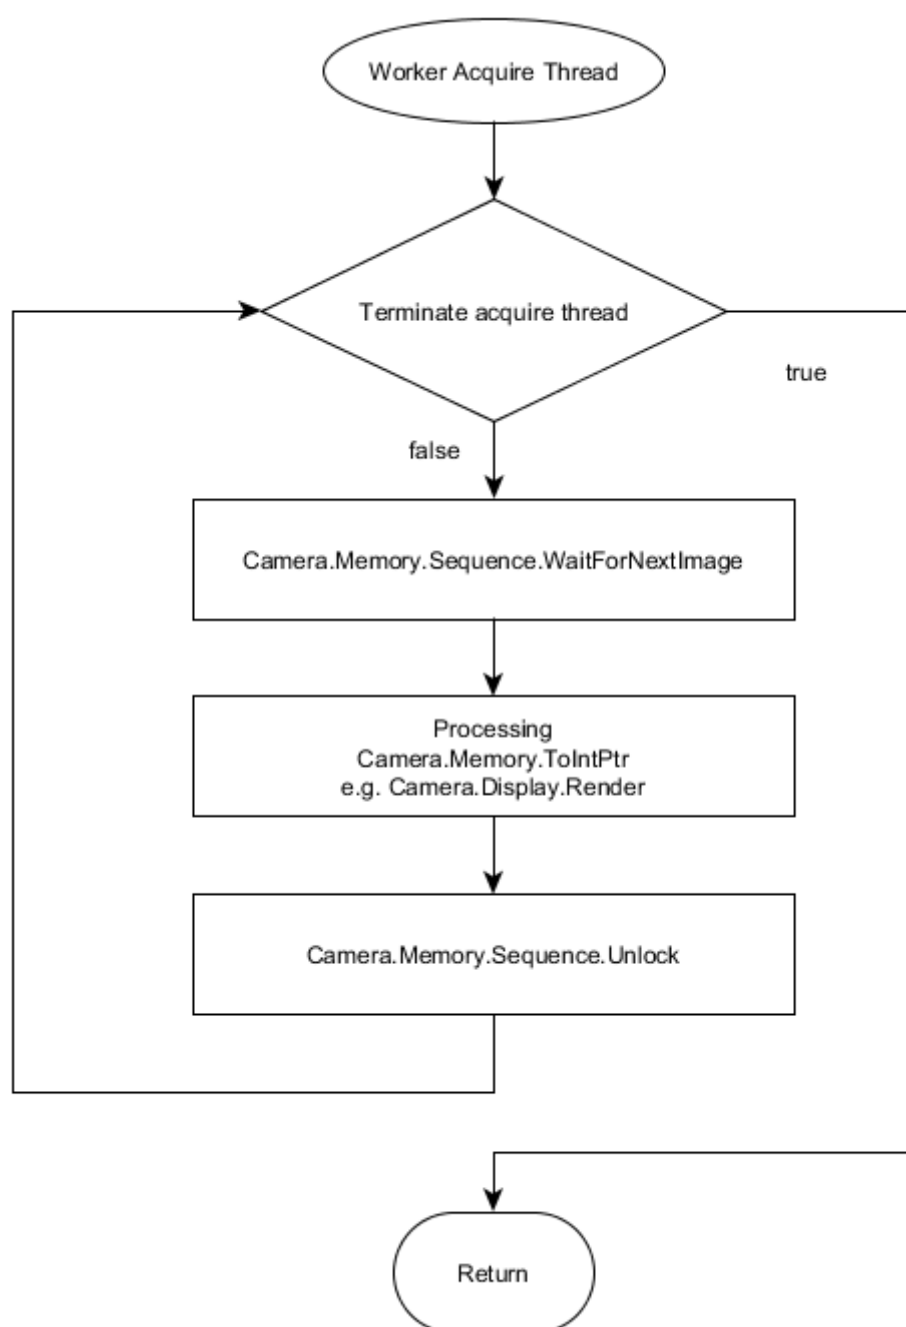 Worker Acquire Thread
Terminate acquire thread
true
false
Camera.Memory.Sequence.WaitForNextImage
Processing
Camera.Memory.ToIntPtr
e.g. Camera.Display.Render
Camera.Memory.Sequence.Unlock
Return